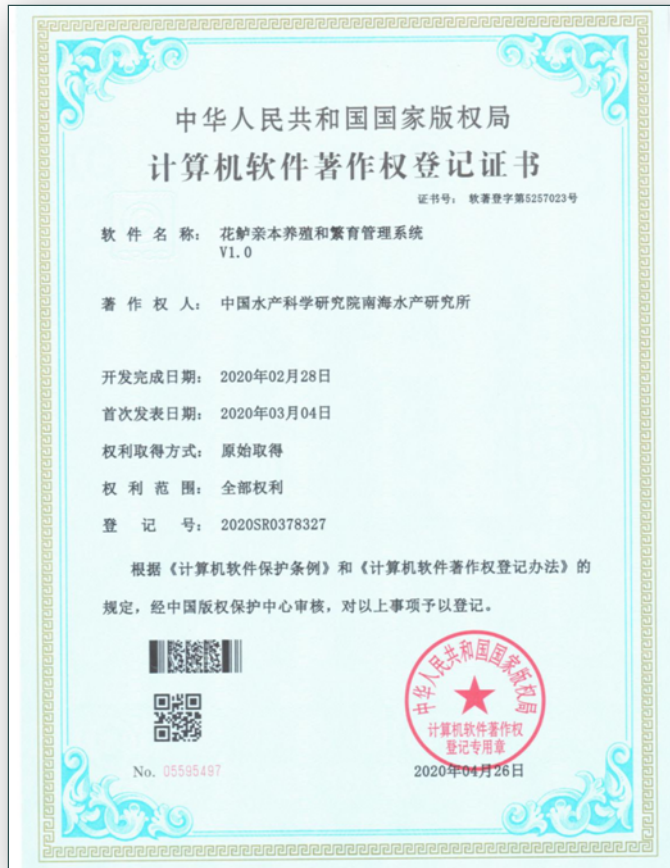 中华人民共和国国家版权局
计算机软件著作权登记证书
证书号: 软著登字第5257023号
软件名称: 花鲈亲本养殖和繁育管理系统
V1.0
著作权人: 中国水产科学研究院南海水产研究所
开发完成日期: 2020年02月28日
首次发表日期: 2020年03月04日
权利取得方式: 原始取得
权利范围: 全部权利
登记号: 2020SR0378327
根据《计算机软件保护条例》和《计算机软件著作权登记办法》的
规定，经中国版权保护中心审核，对以上事项予以登记。
中华人民共和国国家版权局
计算机软件著作权
登记专用章
No. 05595497
2020年04月26日